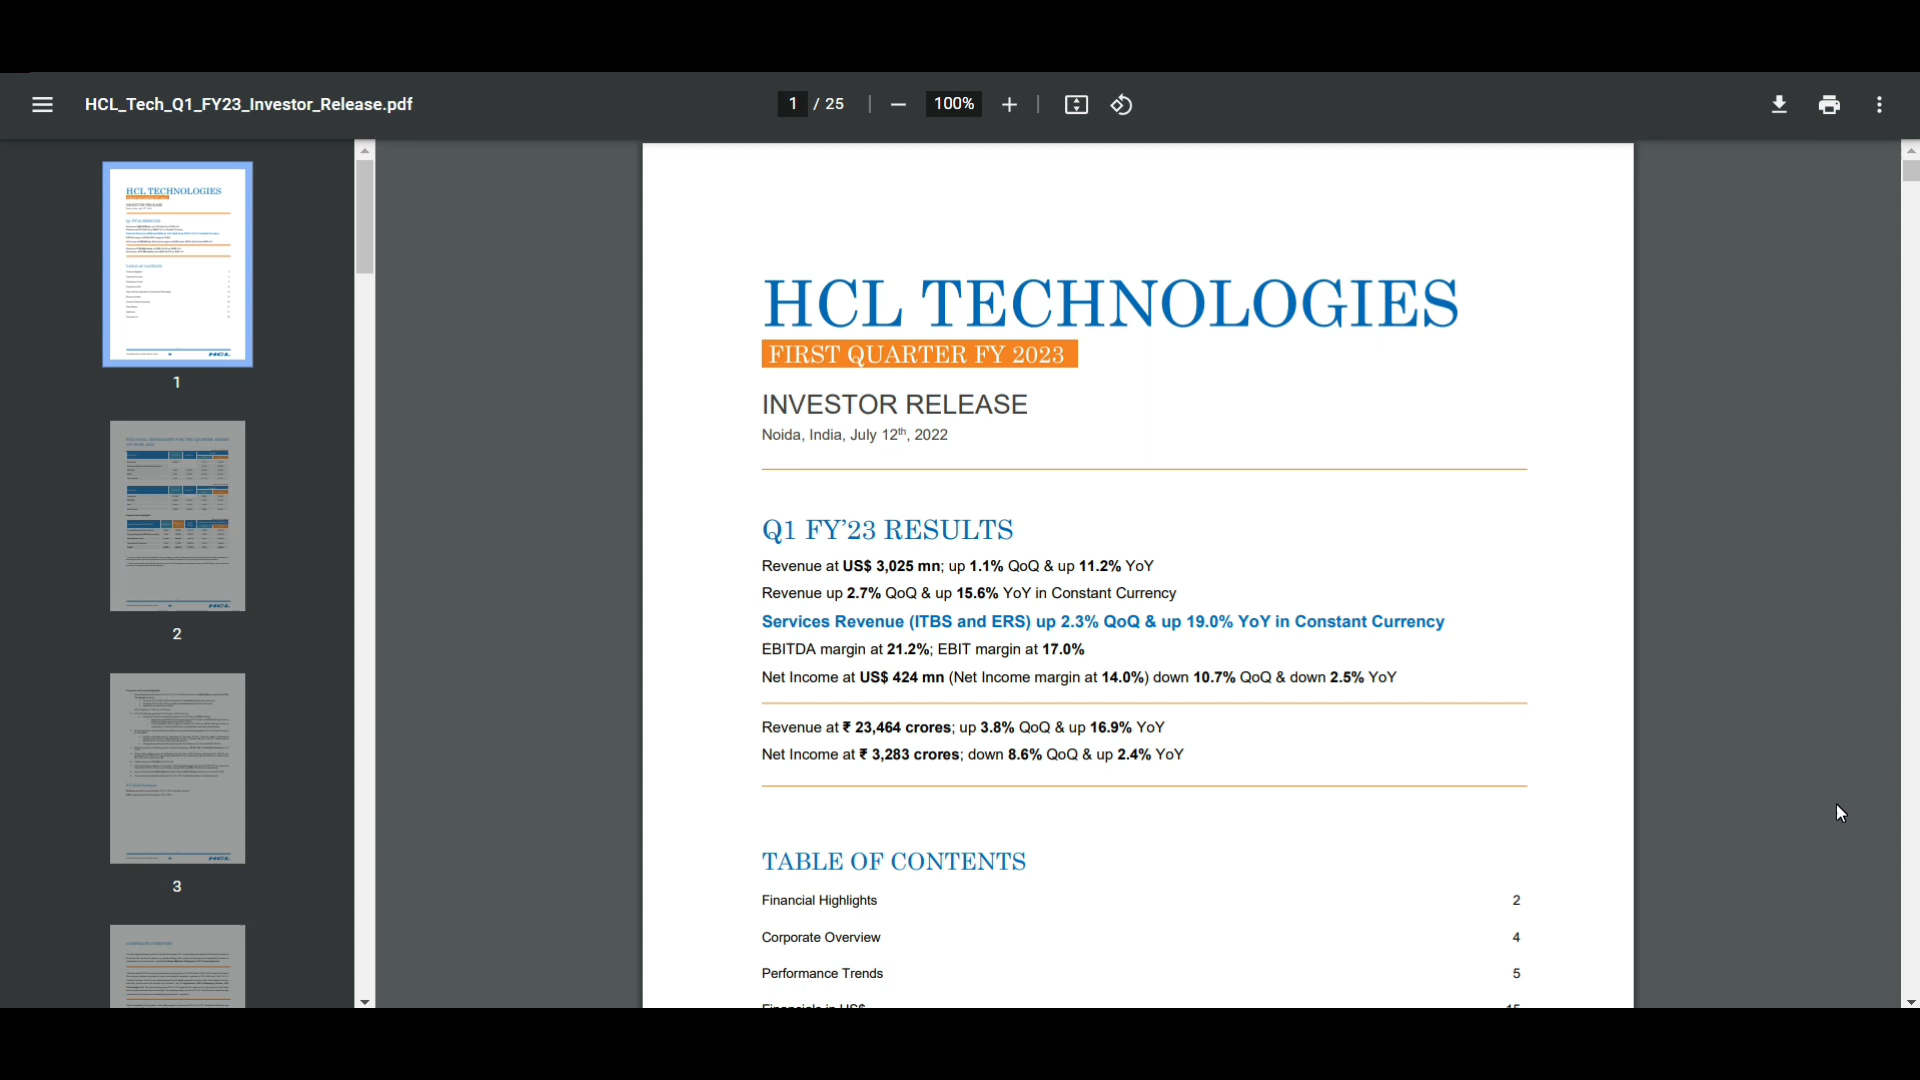 HCL_Tech_Q1_FY23_Investor_Release.pdf
1 / 25
100%
HCL TECHNOLOGIES
1
2
HCL
3
HCL TECHNOLOGIES
FIRST QUARTER FY 2023
INVESTOR RELEASE
Noida, India, July 12th, 2022
Q1 FY'23 RESULTS
Revenue at US$ 3,025 mn; up 1.1% QoQ & up 11.2% YoY
Revenue up 2.7% QoQ & up 15.6% YoY in Constant Currency
Services Revenue (ITBS and ERS) up 2.3% QoQ & up 19.0% YoY in Constant Currency
EBITDA margin at 21.2%; EBIT margin at 17.0%
Net Income at US$ 424 mn (Net Income margin at 14.0%) down 10.7% QoQ & down 2.5% YoY
Revenue at ₹ 23,464 crores; up 3.8% QoQ & up 16.9% YoY
Net Income at ₹ 3,283 crores; down 8.6% QoQ & up 2.4% YoY
TABLE OF CONTENTS
Financial Highlights 2
Corporate Overview 4
Performance Trends 5